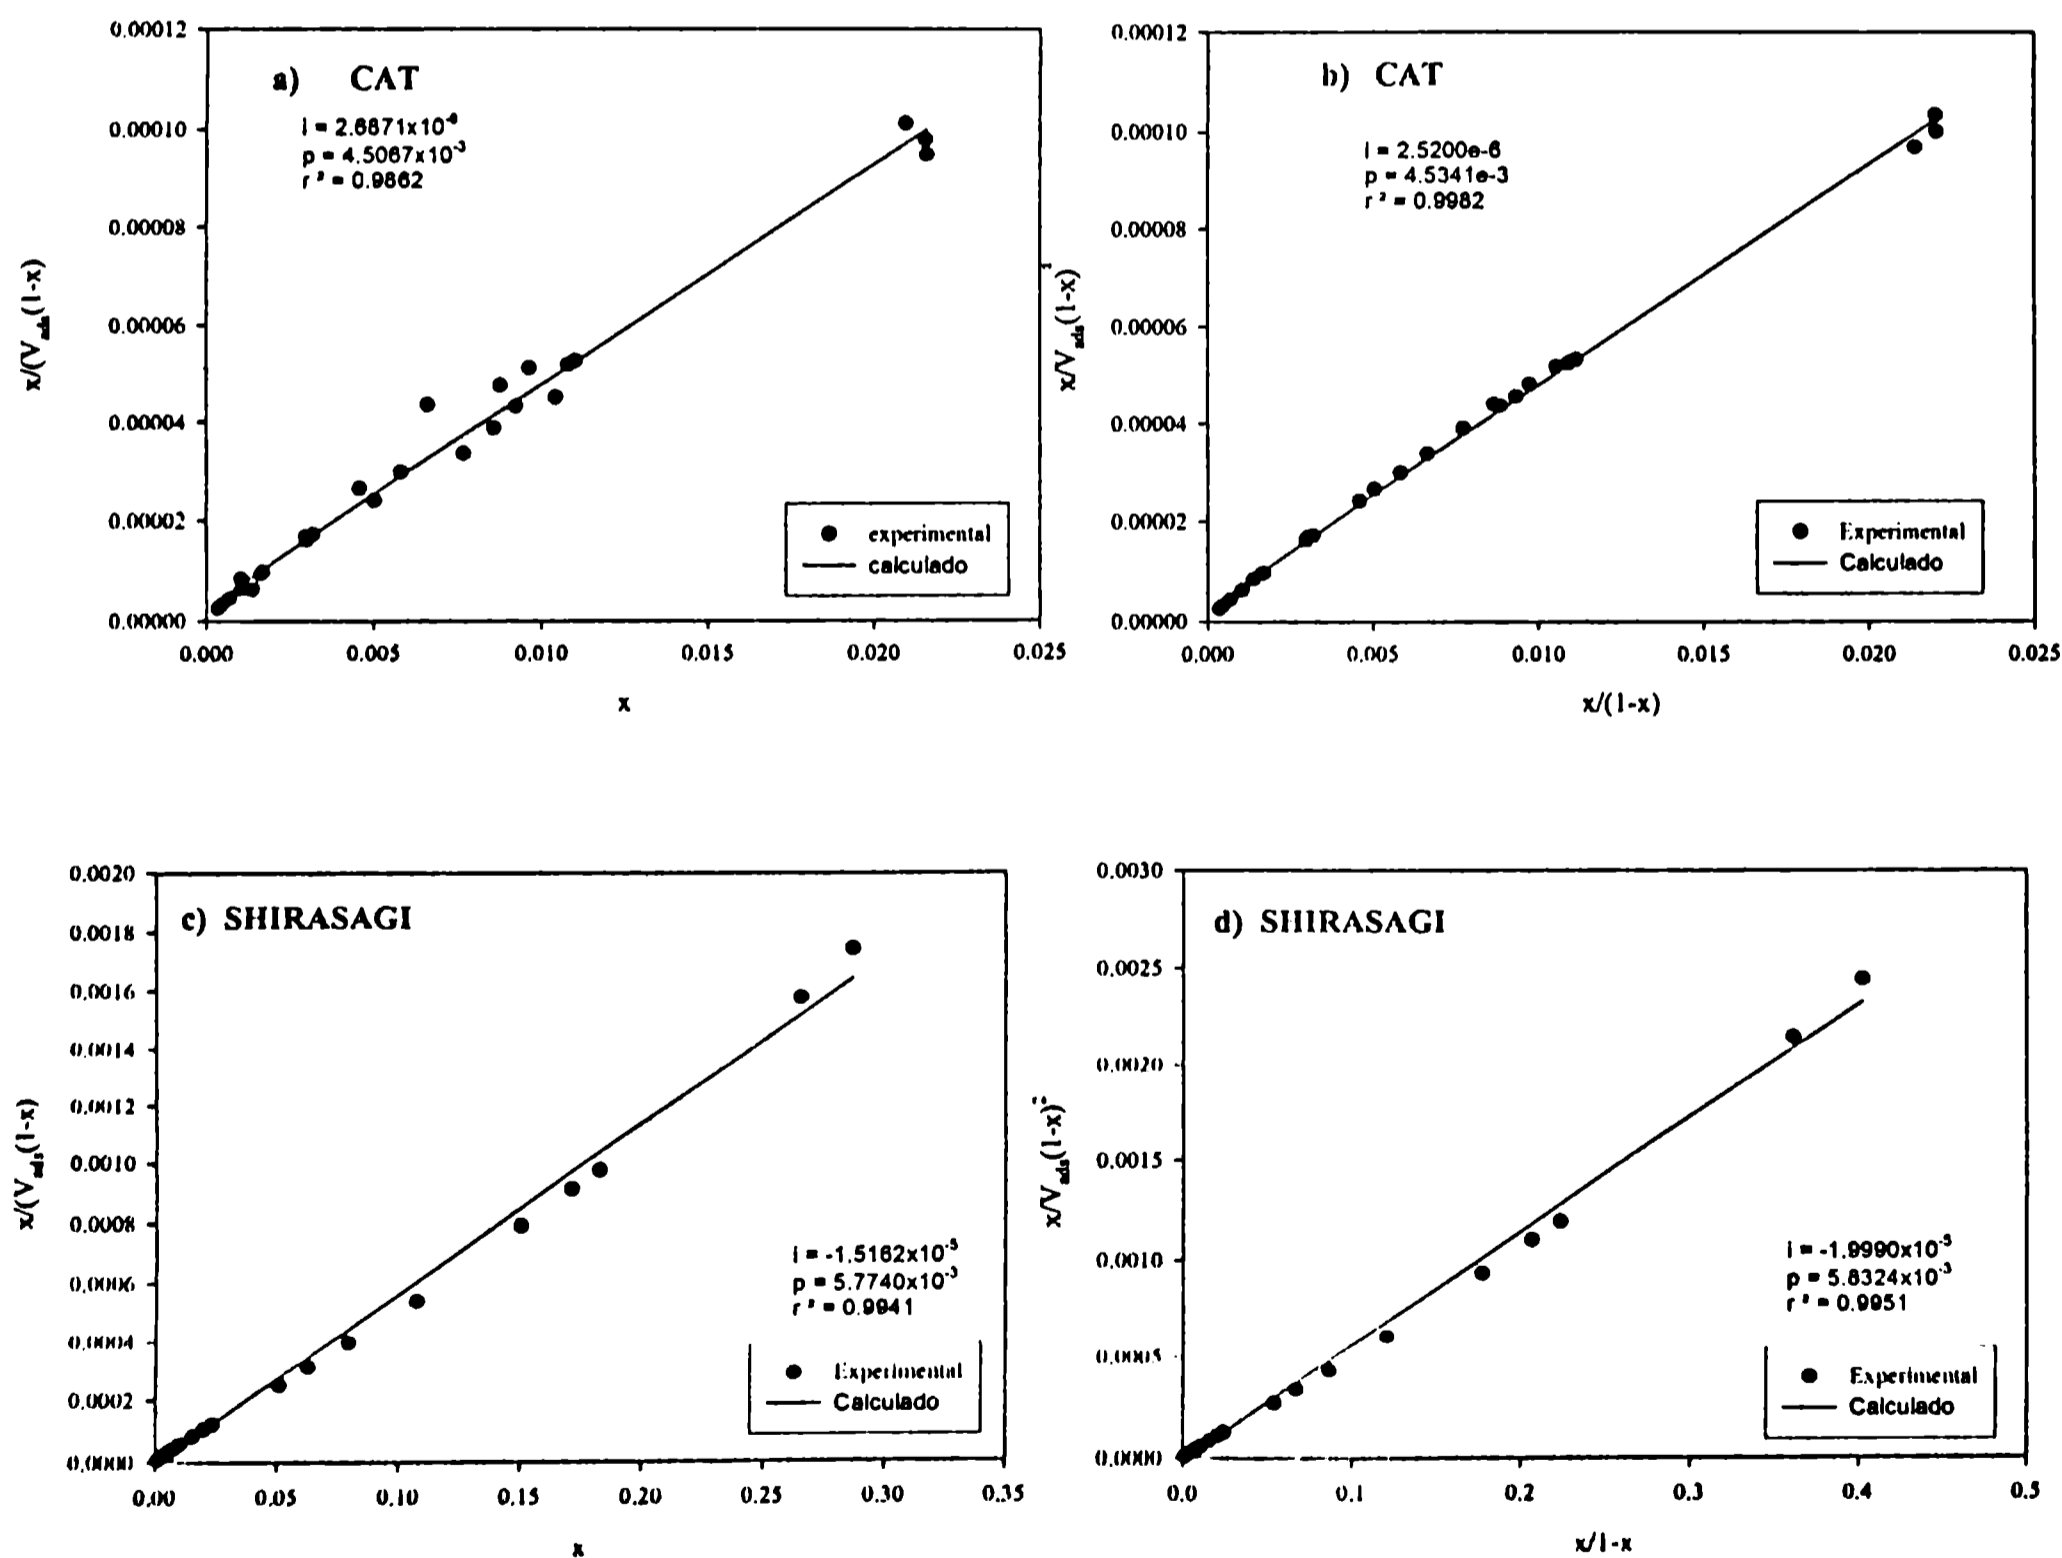 a) CAT
i = 2.6871x10⁻⁶
p = 4.5067x10⁻³
r² = 0.9862
0.00012
0.00010
0.00008
0.00006
0.00004
0.00002
0.00000
x/(Vads(1-x)
experimental
calculado
0.000 0.005 0.010 0.015 0.020 0.025
x
b) CAT
i = 2.5200e-6
p = 4.5341e-3
r² = 0.9982
0.00012
0.00010
0.00008
0.00006
0.00004
0.00002
0.00000
x/Vads(1-x)
Experimental
Calculado
0.000 0.005 0.010 0.015 0.020 0.025
x/(1-x)
c) SHIRASAGI
0.0020
0.0018
0.0016
0.0014
0.0012
0.0010
0.0008
0.0006
0.0004
0.0002
0.0000
x/(Vads(1-x)
i = -1.5162x10⁻⁵
p = 5.7740x10⁻³
r² = 0.9941
Experimental
Calculado
0.00 0.05 0.10 0.15 0.20 0.25 0.30 0.35
x
d) SHIRASAGI
0.0030
0.0025
0.0020
0.0015
0.0010
0.0005
0.0000
x/Vads(1-x)²
i = -1.9990x10⁻⁵
p = 5.8324x10⁻³
r² = 0.9951
Experimental
Calculado
0.0 0.1 0.2 0.3 0.4 0.5
x/1-x